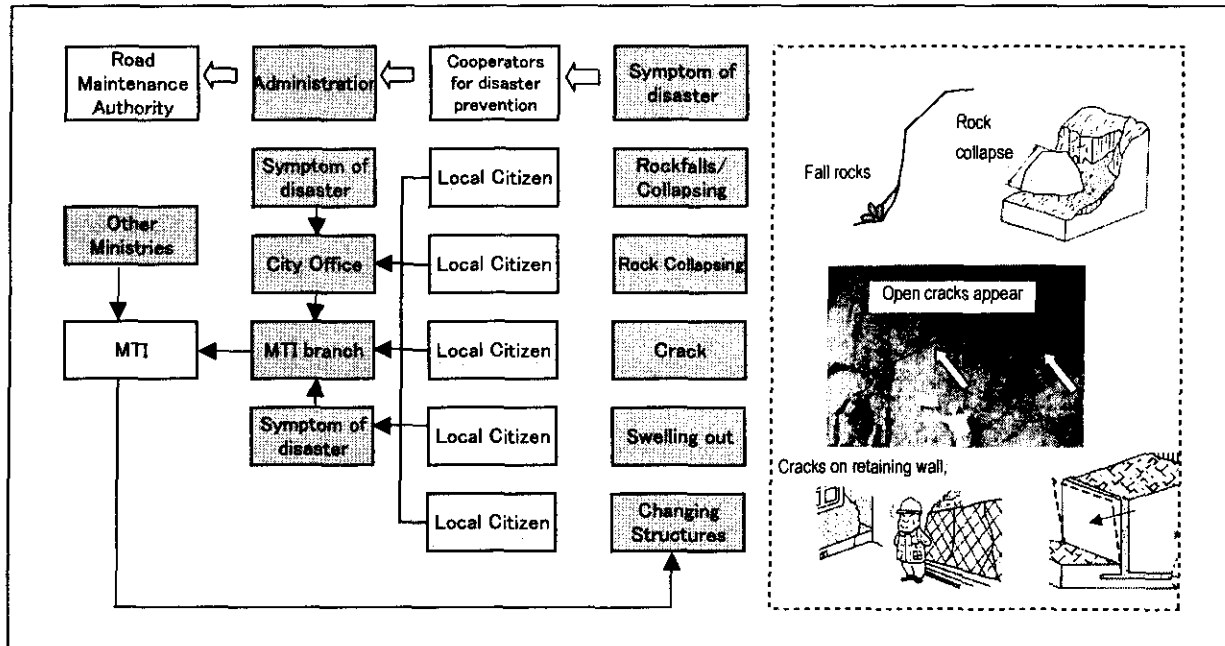 Road
Maintenance
Authority
Administration
Cooperators
for disaster
prevention
Symptom of
disaster
Symptom of
disaster
Local Citizen
Rockfalls/
Collapsing
Other
Ministries
City Office
Local Citizen
Rock Collapsing
MTI
MTI branch
Local Citizen
Crack
Symptom of
disaster
Local Citizen
Swelling out
Local Citizen
Changing
Structures
Rock
collapse
Fall rocks
Open cracks appear
Cracks on retaining wall,